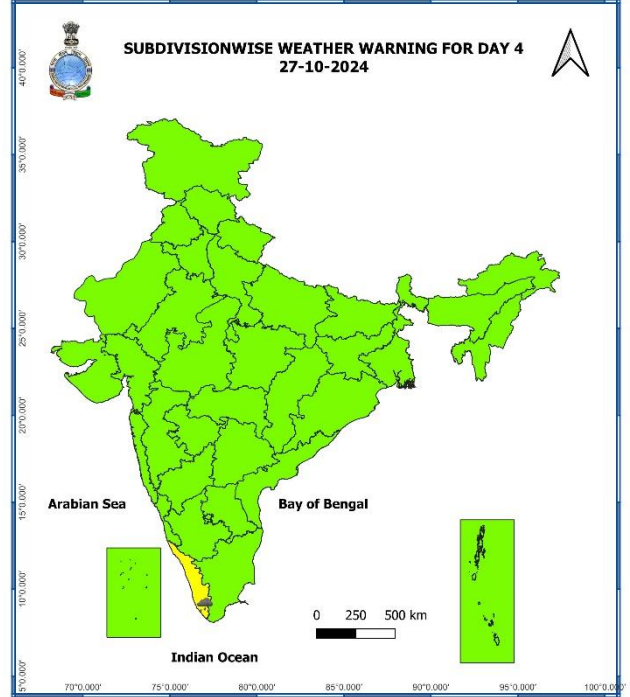 SUBDIVISIONWISE WEATHER WARNING FOR DAY 4
27-10-2024
40°0.000'
35°0.000'
30°0.000'
25°0.000'
20°0.000'
15°0.000'
Arabian Sea
Bay of Bengal
10°0.000'
0 250 500 km
Indian Ocean
5°0.000'
70°0.000' 75°0.000' 80°0.000' 85°0.000' 90°0.000' 95°0.000' 100°0.000'